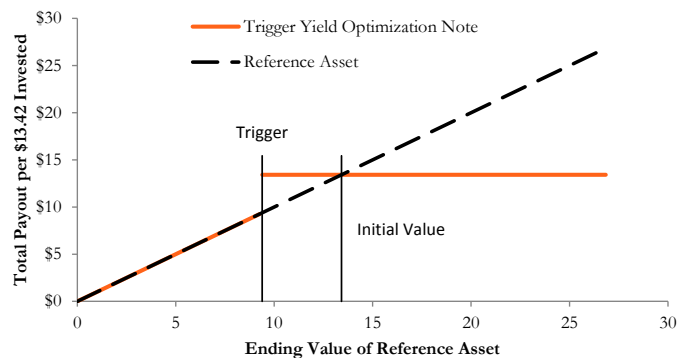 Total Payout per $13.42 Invested
$30
$25
$20
$15
$10
$5
$0
Trigger Yield Optimization Note
Reference Asset
Trigger
Initial Value
0
5
10
15
20
25
30
Ending Value of Reference Asset